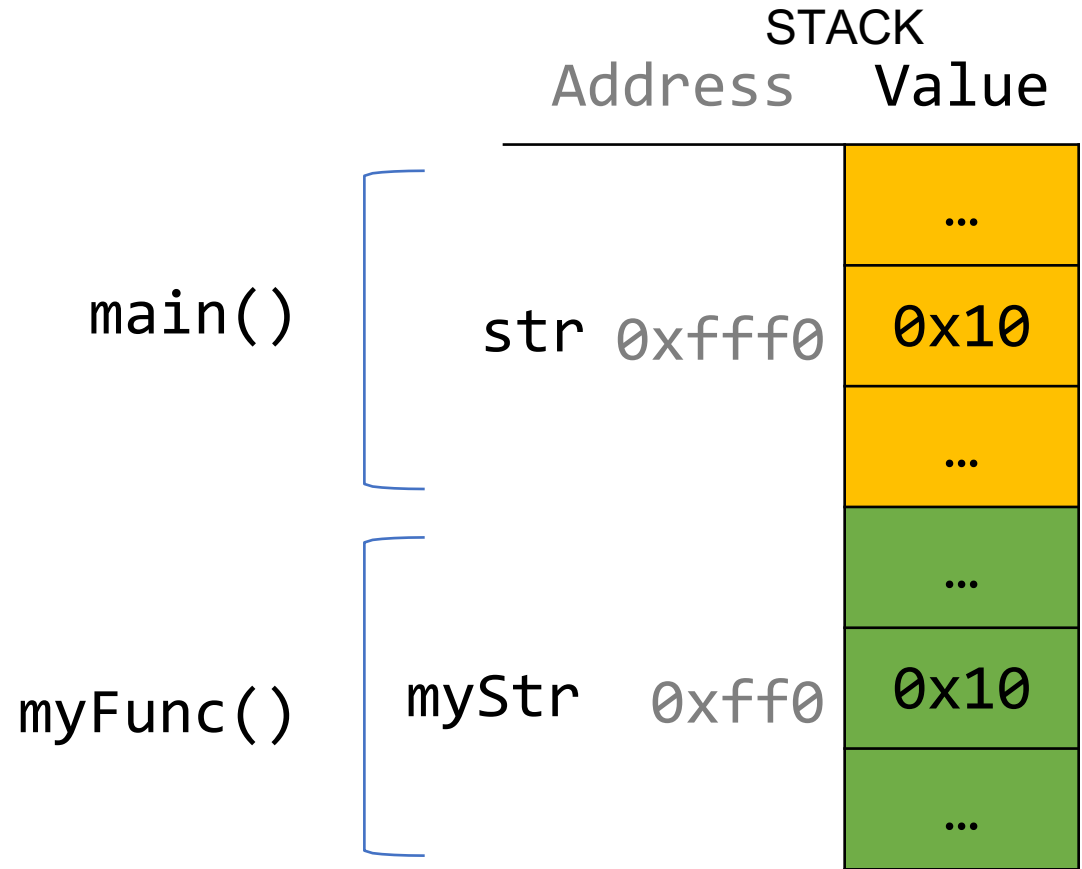 STACK
Address Value
…
main() str 0xfff0 0x10
…
…
myFunc() myStr 0xff0 0x10
…